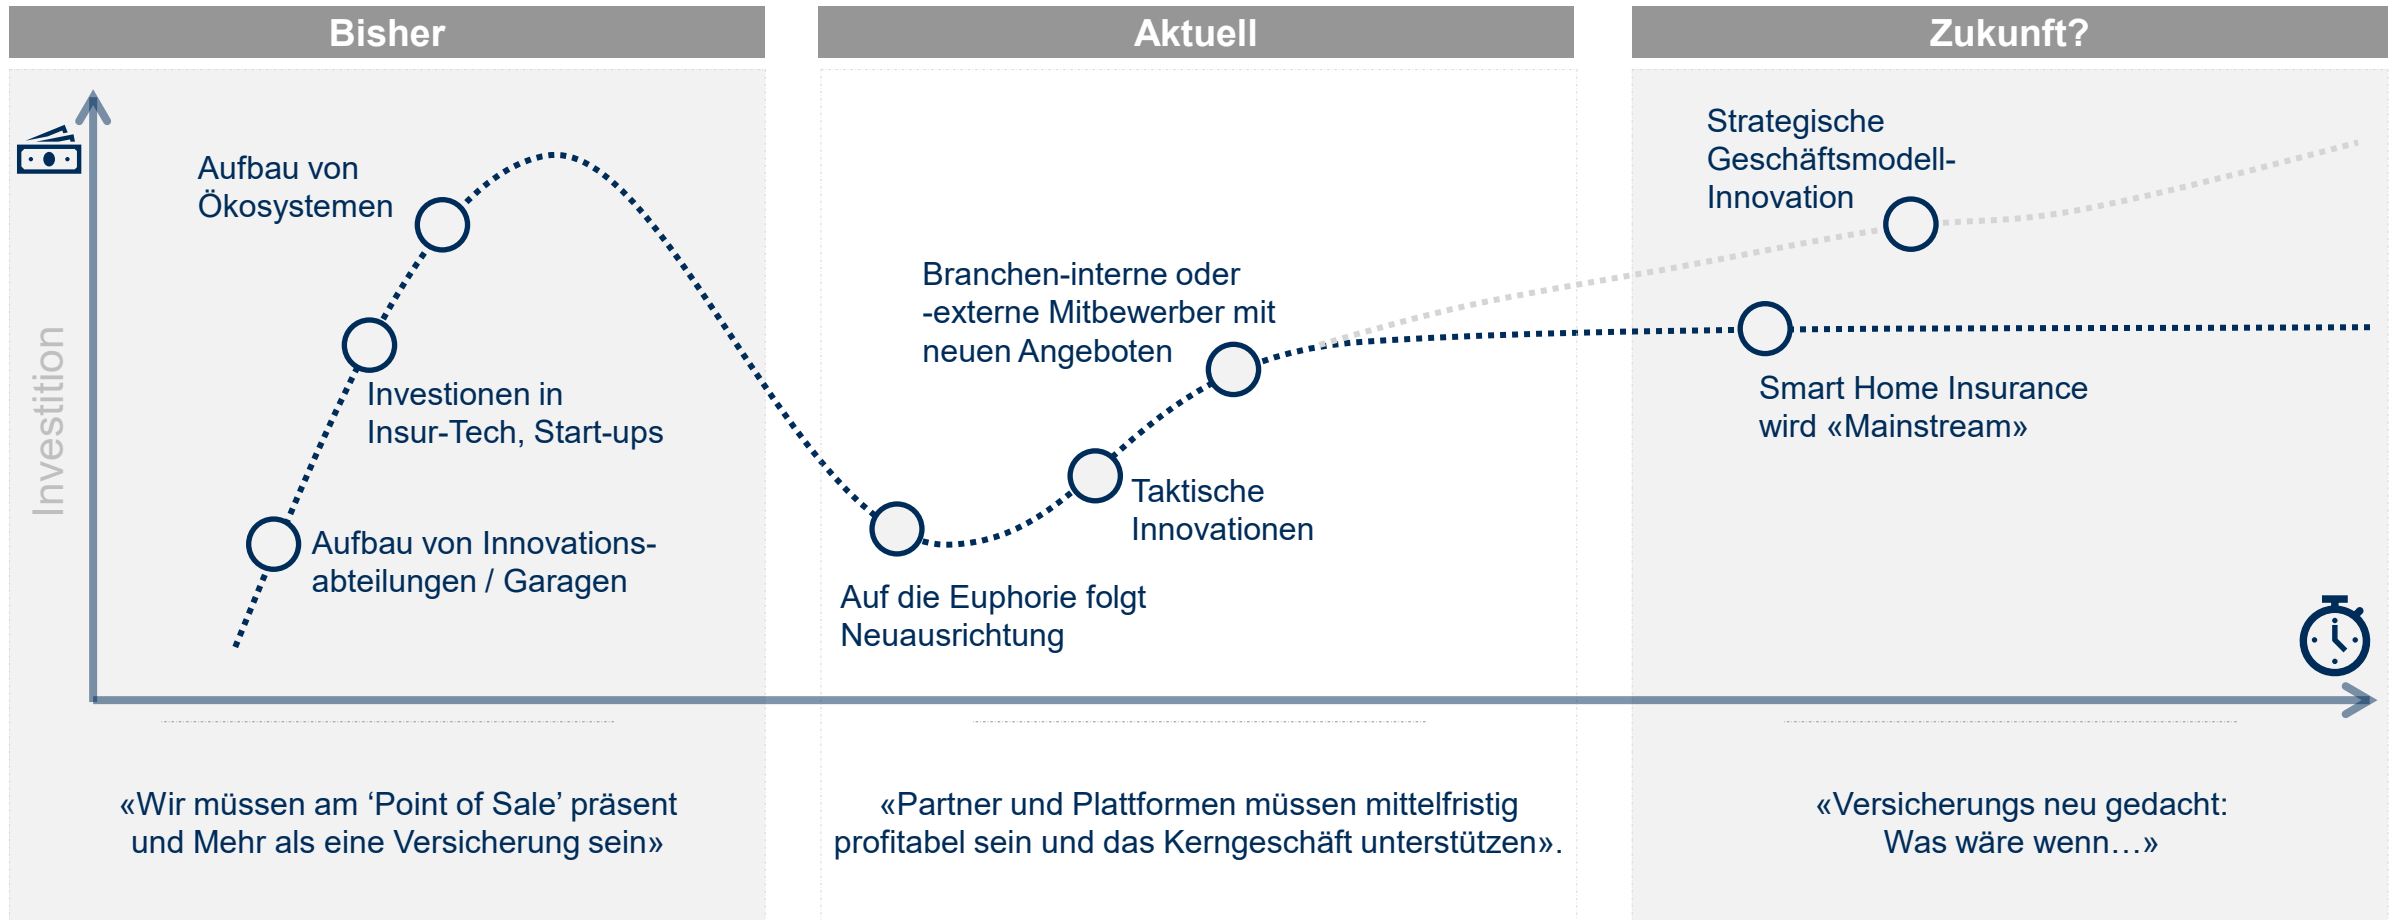 Bisher
Aktuell
Zukunft?
Investition
Aufbau von
Ökosystemen
Investionen in
Insur-Tech, Start-ups
Aufbau von Innovations-
abteilungen / Garagen
Branchen-interne oder
-externe Mitbewerber mit
neuen Angeboten
Taktische
Innovationen
Auf die Euphorie folgt
Neuausrichtung
Strategische
Geschäftsmodell-
Innovation
Smart Home Insurance
wird «Mainstream»
«Wir müssen am ‘Point of Sale’ präsent
und Mehr als eine Versicherung sein»
«Partner und Plattformen müssen mittelfristig
profitabel sein und das Kerngeschäft unterstützen».
«Versicherungs neu gedacht:
Was wäre wenn…»